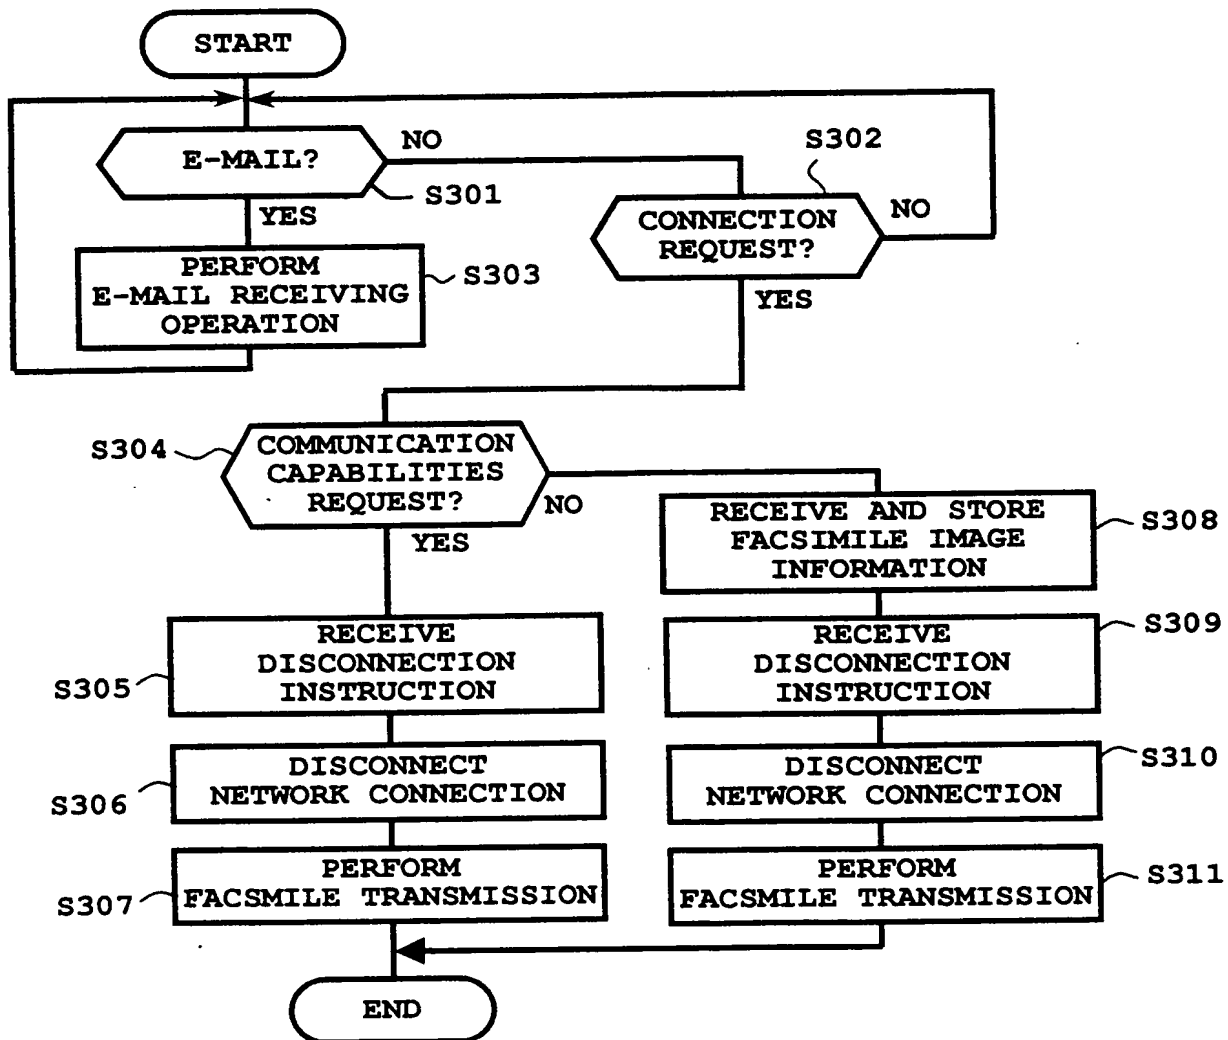 START
E-MAIL?
NO
S301
YES
S302
CONNECTION
REQUEST?
NO
YES
PERFORM
E-MAIL RECEIVING
OPERATION
S303
S304
COMMUNICATION
CAPABILITIES
REQUEST?
NO
YES
RECEIVE AND STORE
FACSIMILE IMAGE
INFORMATION
S308
RECEIVE
DISCONNECTION
INSTRUCTION
S305
RECEIVE
DISCONNECTION
INSTRUCTION
S309
DISCONNECT
NETWORK CONNECTION
S306
DISCONNECT
NETWORK CONNECTION
S310
PERFORM
FACSMILE TRANSMISSION
S307
PERFORM
FACSMILE TRANSMISSION
S311
END